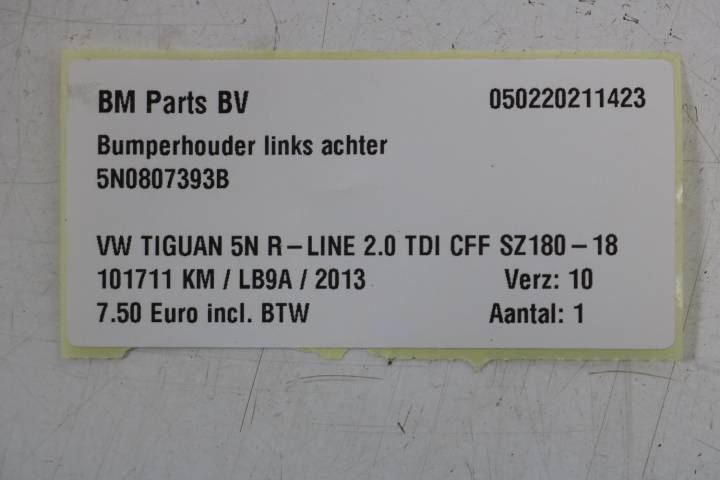 BM Parts BV 050220211423
Bumperhouder links achter
5N0807393B
VW TIGUAN 5N R-LINE 2.0 TDI CFF SZ180-18
101711 KM / LB9A / 2013 Verz: 10
7.50 Euro incl. BTW Aantal: 1